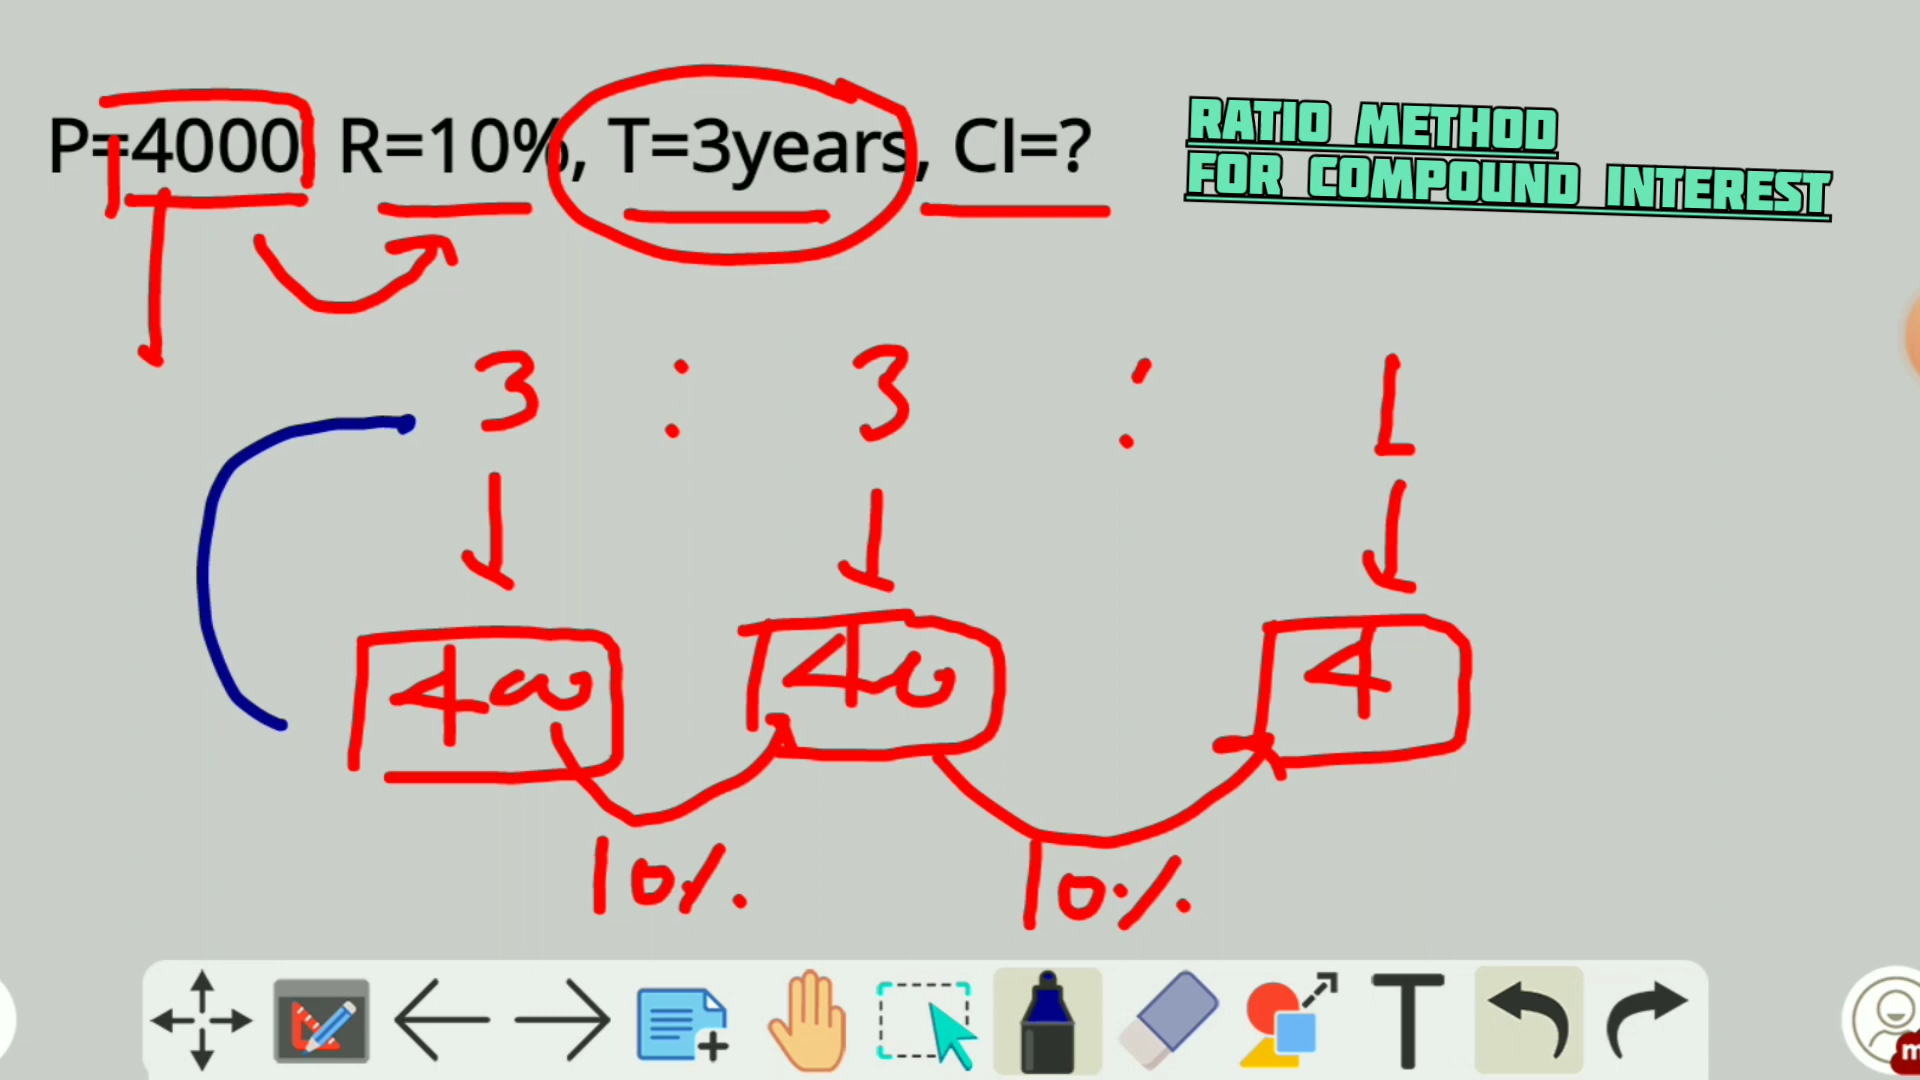 P=4000, R=10%, T=3years, CI=?
RATIO METHOD
FOR COMPOUND INTEREST
3 : 3 : 1
400 40 4
10% 10%
T
m